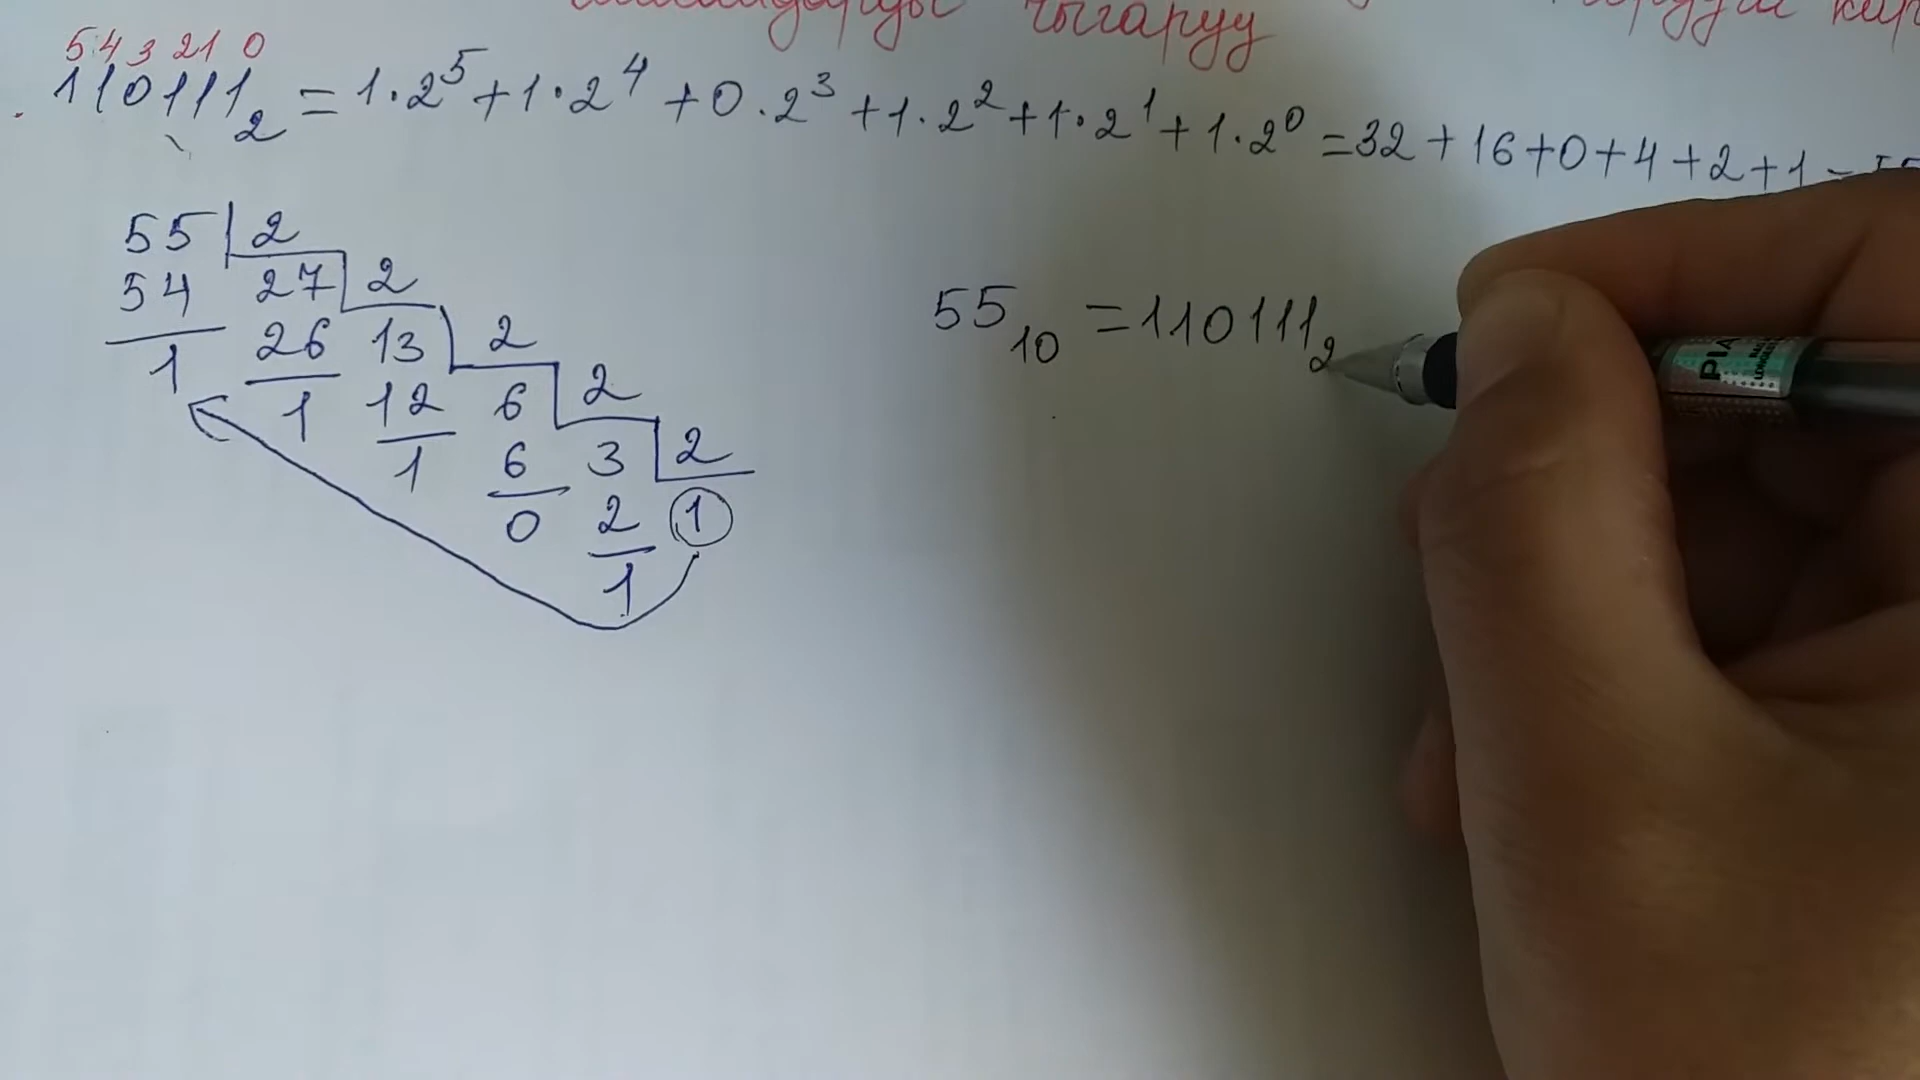 чыгаруу
5 4 3 2 1 0
110111₂ = 1·2⁵ + 1·2⁴ + 0·2³ + 1·2² + 1·2¹ + 1·2⁰ = 32 + 16 + 0 + 4 + 2 + 1 =
55 2
54 27 2
1 26 13 2
1 12 6 2
1 6 3 2
0 2 1
1
55₁₀ = 110111₂